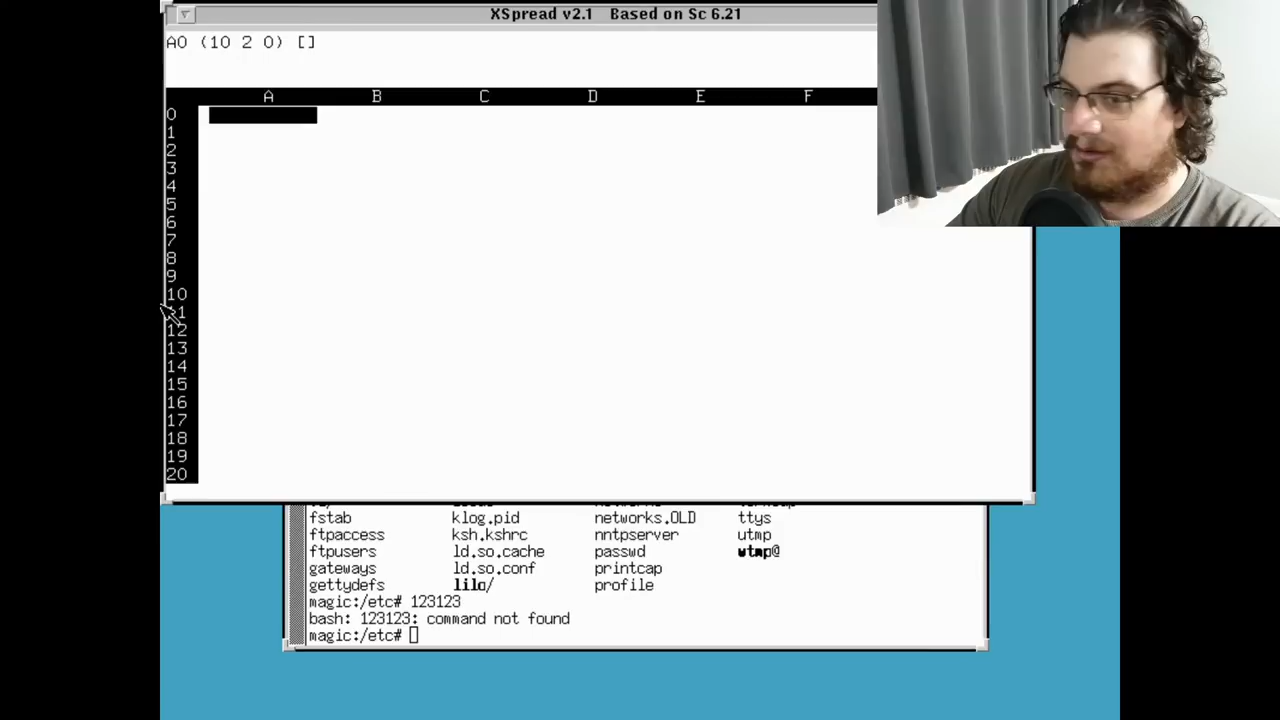 XSpread v2.1 Based on Sc 6.21
A0 (10 2 0) []
A B C D E F
0
1
2
3
4
5
6
7
8
9
10
11
12
13
14
15
16
17
18
19
20
fstab klog.pid networks.OLD ttys
ftpaccess ksh.kshrc nntpserver utmp
ftpusers ld.so.cache passwd wtmp@
gateways ld.so.conf printcap
gettydefs lilo/ profile
magic:/etc# 123123
bash: 123123: command not found
magic:/etc#